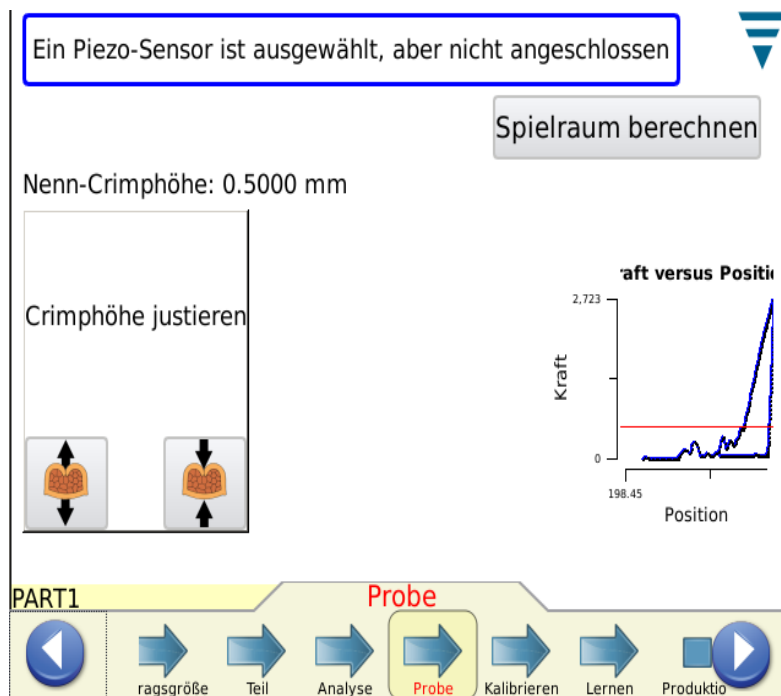 Ein Piezo-Sensor ist ausgewählt, aber nicht angeschlossen
Spielraum berechnen
Nenn-Crimphöhe: 0.5000 mm
Crimphöhe justieren
raft versus Positi
2,723
Kraft
0
198.45
Position
PART1
Probe
ragsgröße
Teil
Analyse
Probe
Kalibrieren
Lernen
Produktio